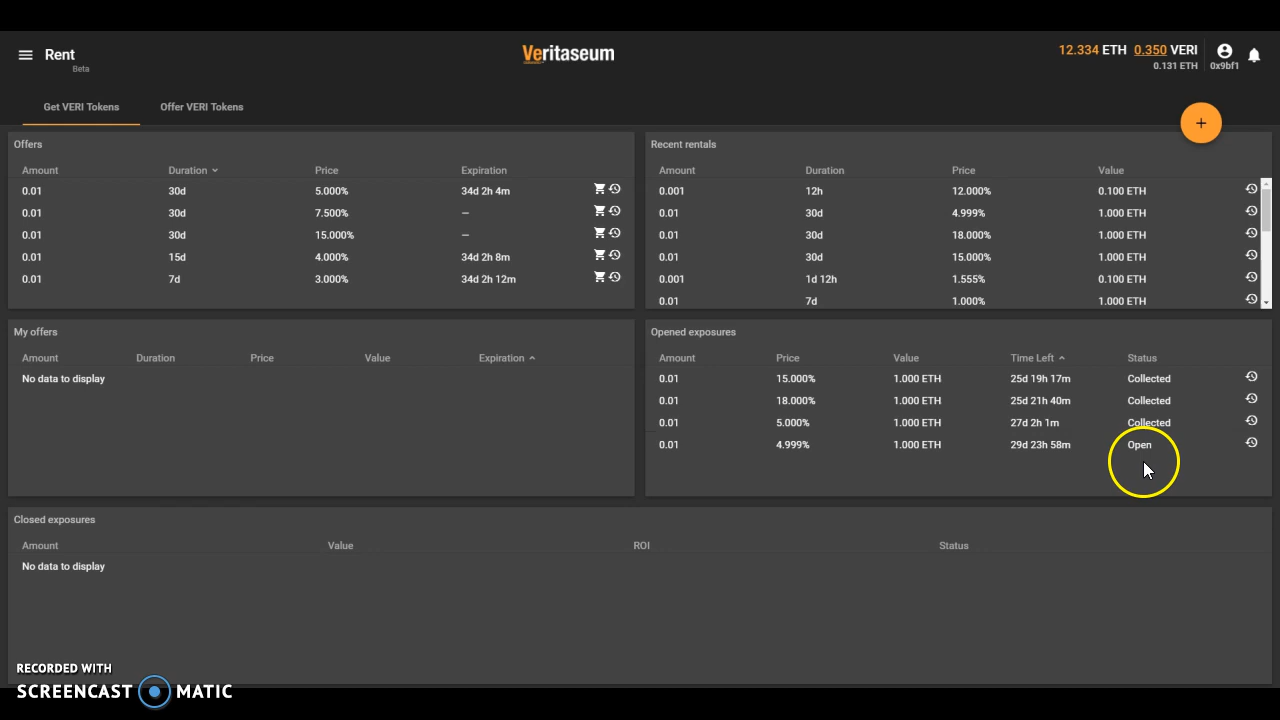 Rent
Beta
Veritaseum
12.334 ETH 0.350 VERI
0.131 ETH
0x9bf1
Get VERI Tokens Offer VERI Tokens
+
Offers
Amount Duration Price Expiration
0.01 30d 5.000% 34d 2h 4m
0.01 30d 7.500% –
0.01 30d 15.000% –
0.01 15d 4.000% 34d 2h 8m
0.01 7d 3.000% 34d 2h 12m
Recent rentals
Amount Duration Price Value
0.001 12h 12.000% 0.100 ETH
0.01 30d 4.999% 1.000 ETH
0.01 30d 18.000% 1.000 ETH
0.01 30d 15.000% 1.000 ETH
0.001 1d 12h 1.555% 0.100 ETH
0.01 7d 1.000% 1.000 ETH
My offers
Amount Duration Price Value Expiration
No data to display
Opened exposures
Amount Price Value Time Left Status
0.01 15.000% 1.000 ETH 25d 19h 17m Collected
0.01 18.000% 1.000 ETH 25d 21h 40m Collected
0.01 5.000% 1.000 ETH 27d 2h 1m Collected
0.01 4.999% 1.000 ETH 29d 23h 58m Open
Closed exposures
Amount Value ROI Status
No data to display
RECORDED WITH
SCREENCAST MATIC